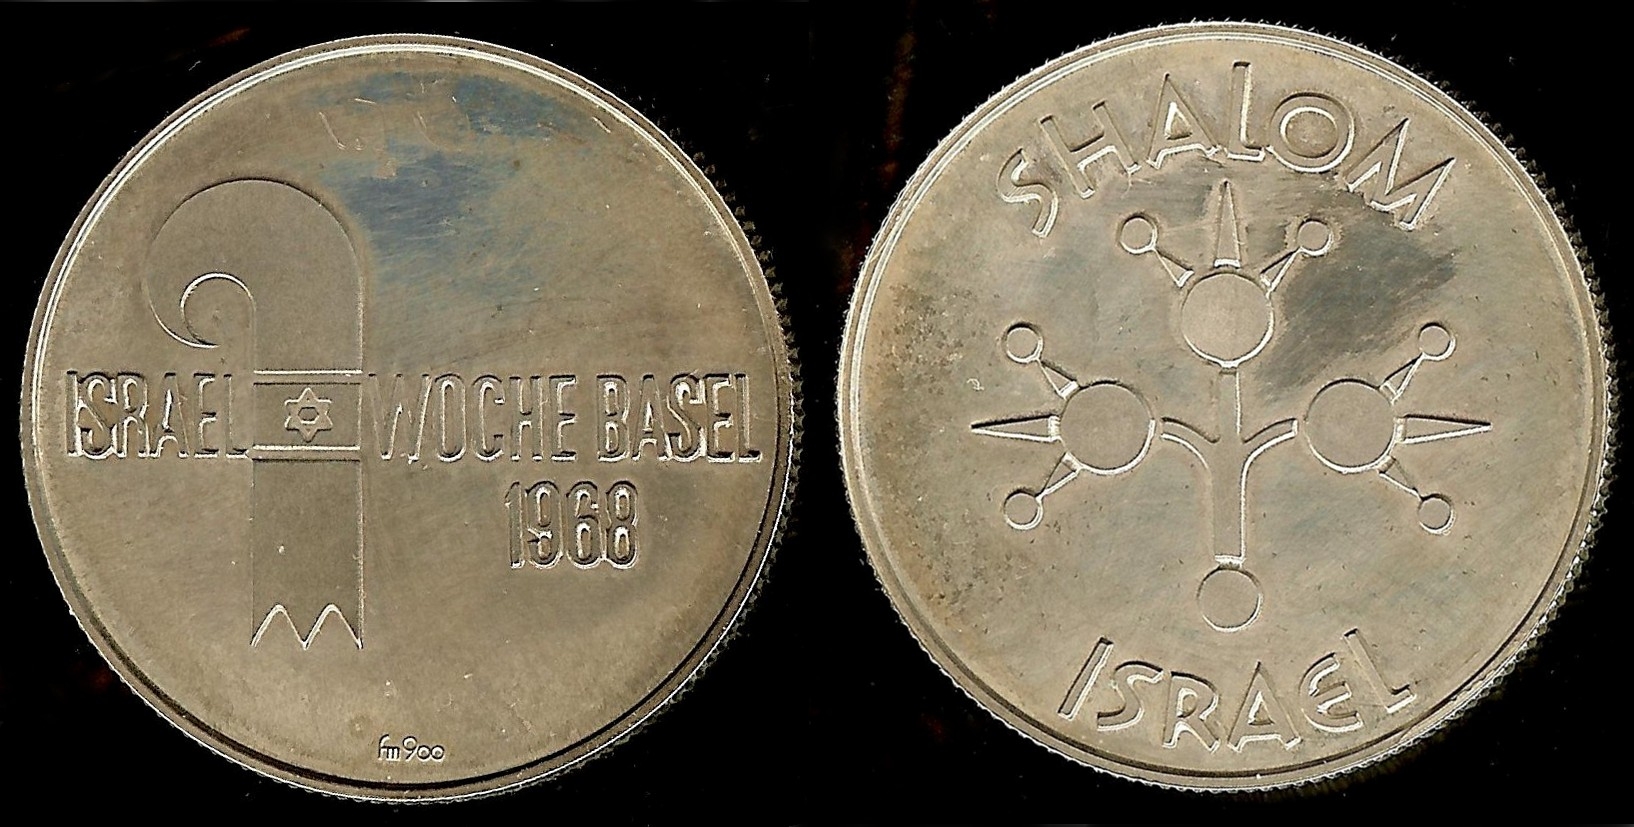 ISRAEL WOCHE BASEL
1968
fm 900
SHALOM
ISRAEL